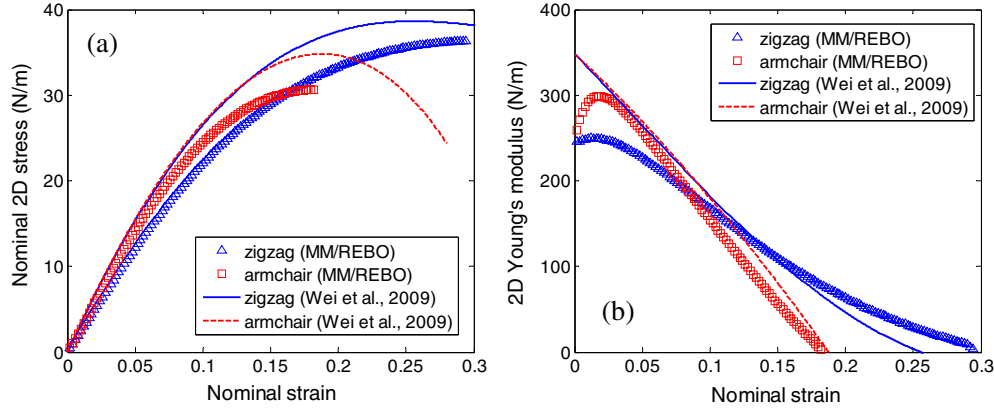 (a)
Nominal 2D stress (N/m)
40
30
20
10
0
zigzag (MM/REBO)
armchair (MM/REBO)
zigzag (Wei et al., 2009)
armchair (Wei et al., 2009)
0 0.05 0.1 0.15 0.2 0.25 0.3
Nominal strain
(b)
2D Young's modulus (N/m)
400
300
200
100
0
zigzag (MM/REBO)
armchair (MM/REBO)
zigzag (Wei et al., 2009)
armchair (Wei et al., 2009)
0 0.05 0.1 0.15 0.2 0.25 0.3
Nominal strain